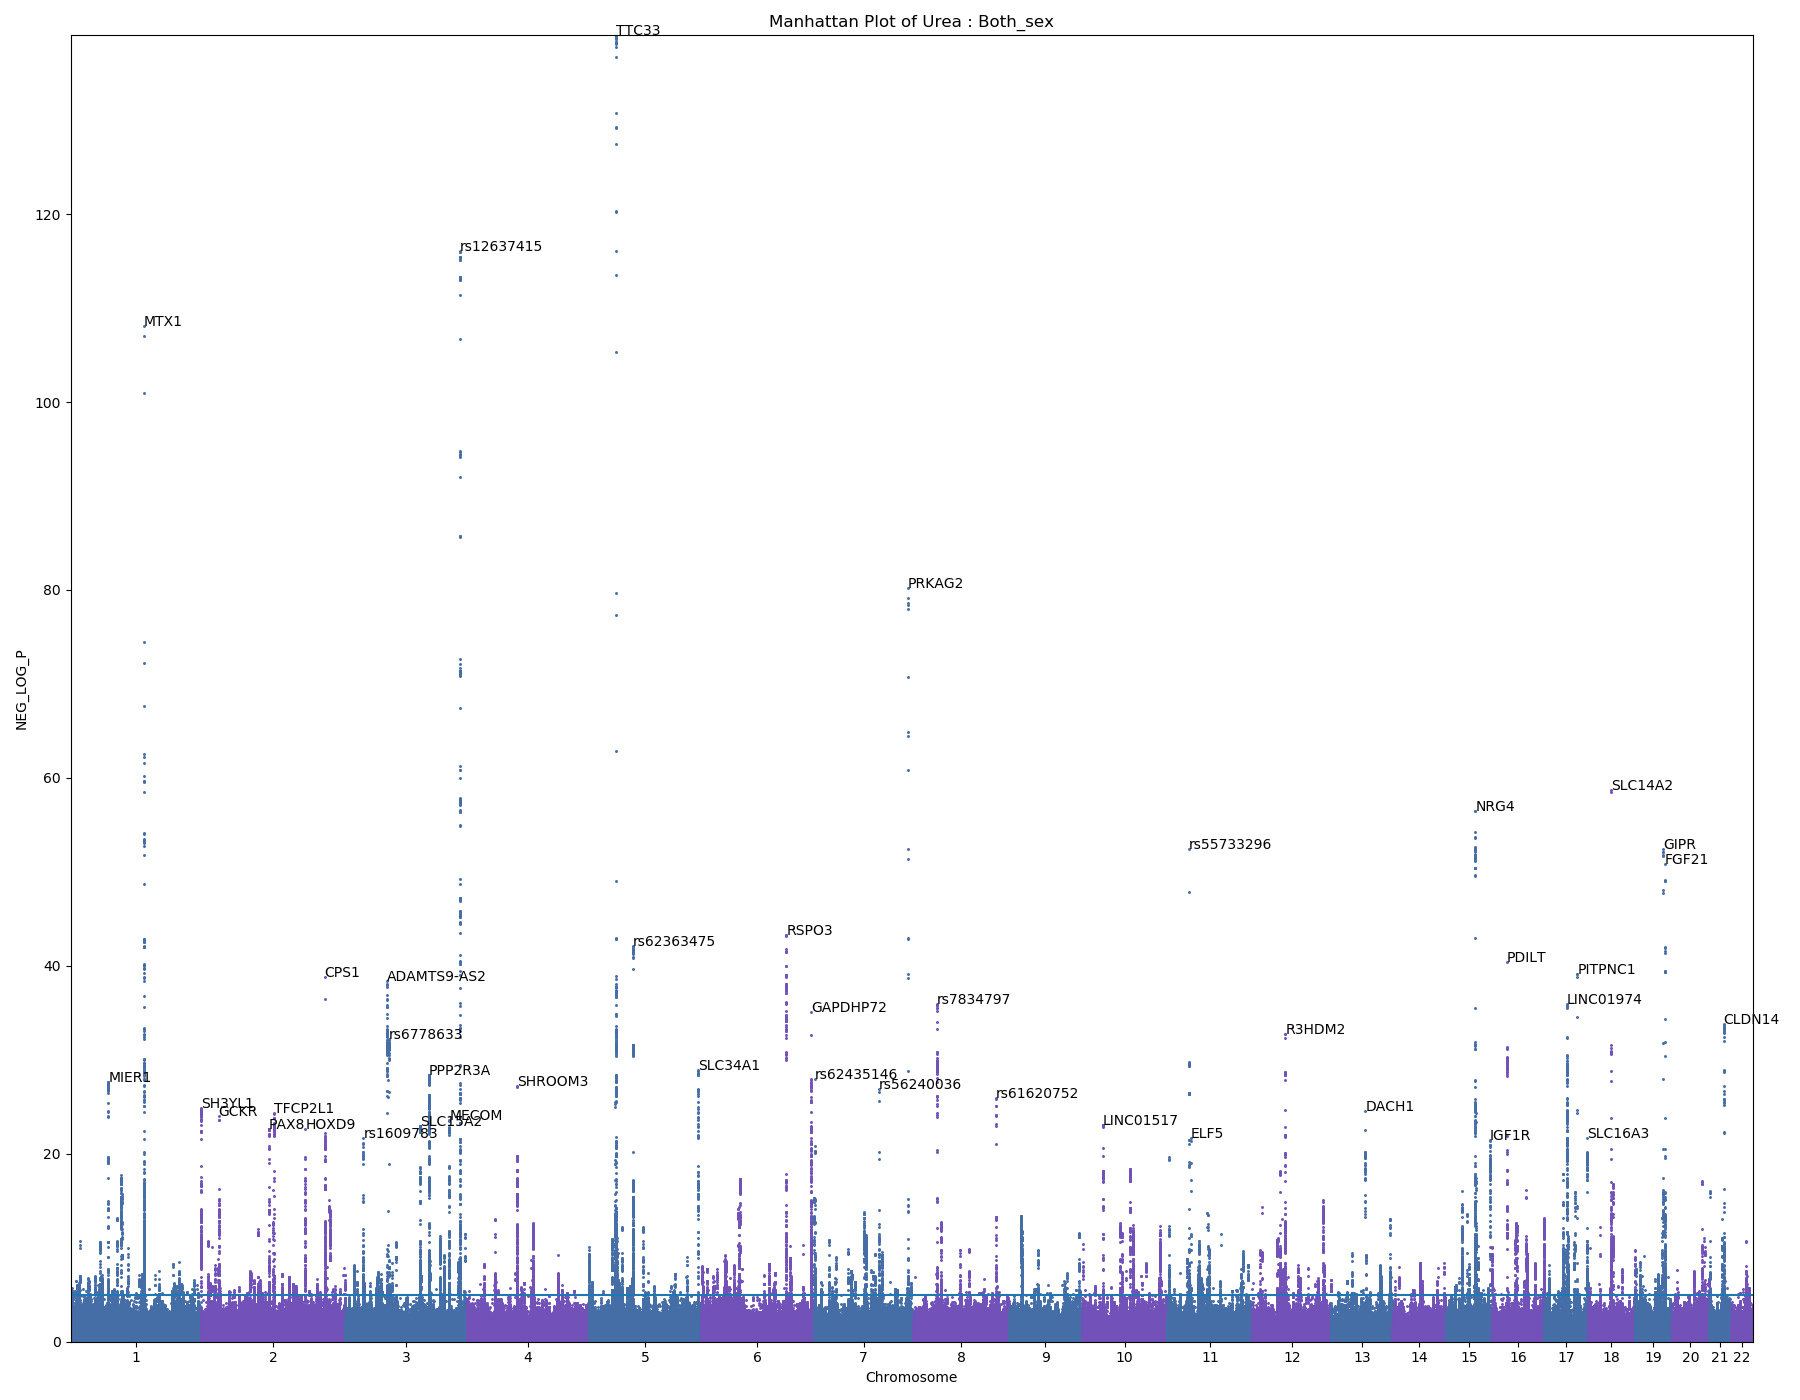 Manhattan Plot of Urea : Both_sex
TTC33
120
rs12637415
MTX1
100
80
PRKAG2
NEG_LOG_P
60
SLC14A2
NRG4
rs55733296
GIPR
FGF21
RSPO3
rs62363475
40
CPS1
ADAMTS9-AS2
PDILT
PITPNC1
rs7834797
LINC01974
GAPDHP72
CLDN14
rs6778633
R3HDM2
MIER1
PPP2R3A
SLC34A1
SHROOM3
rs62435146
rs56240036
rs61620752
SH3YL1
GCKR
TFCP2L1
PAX8
HOXD9
rs1609783
SLC15A2
MECOM
LINC01517
ELF5
DACH1
IGF1R
SLC16A3
20
0
1 2 3 4 5 6 7 8 9 10 11 12 13 14 15 16 17 18 19 20 21 22
Chromosome